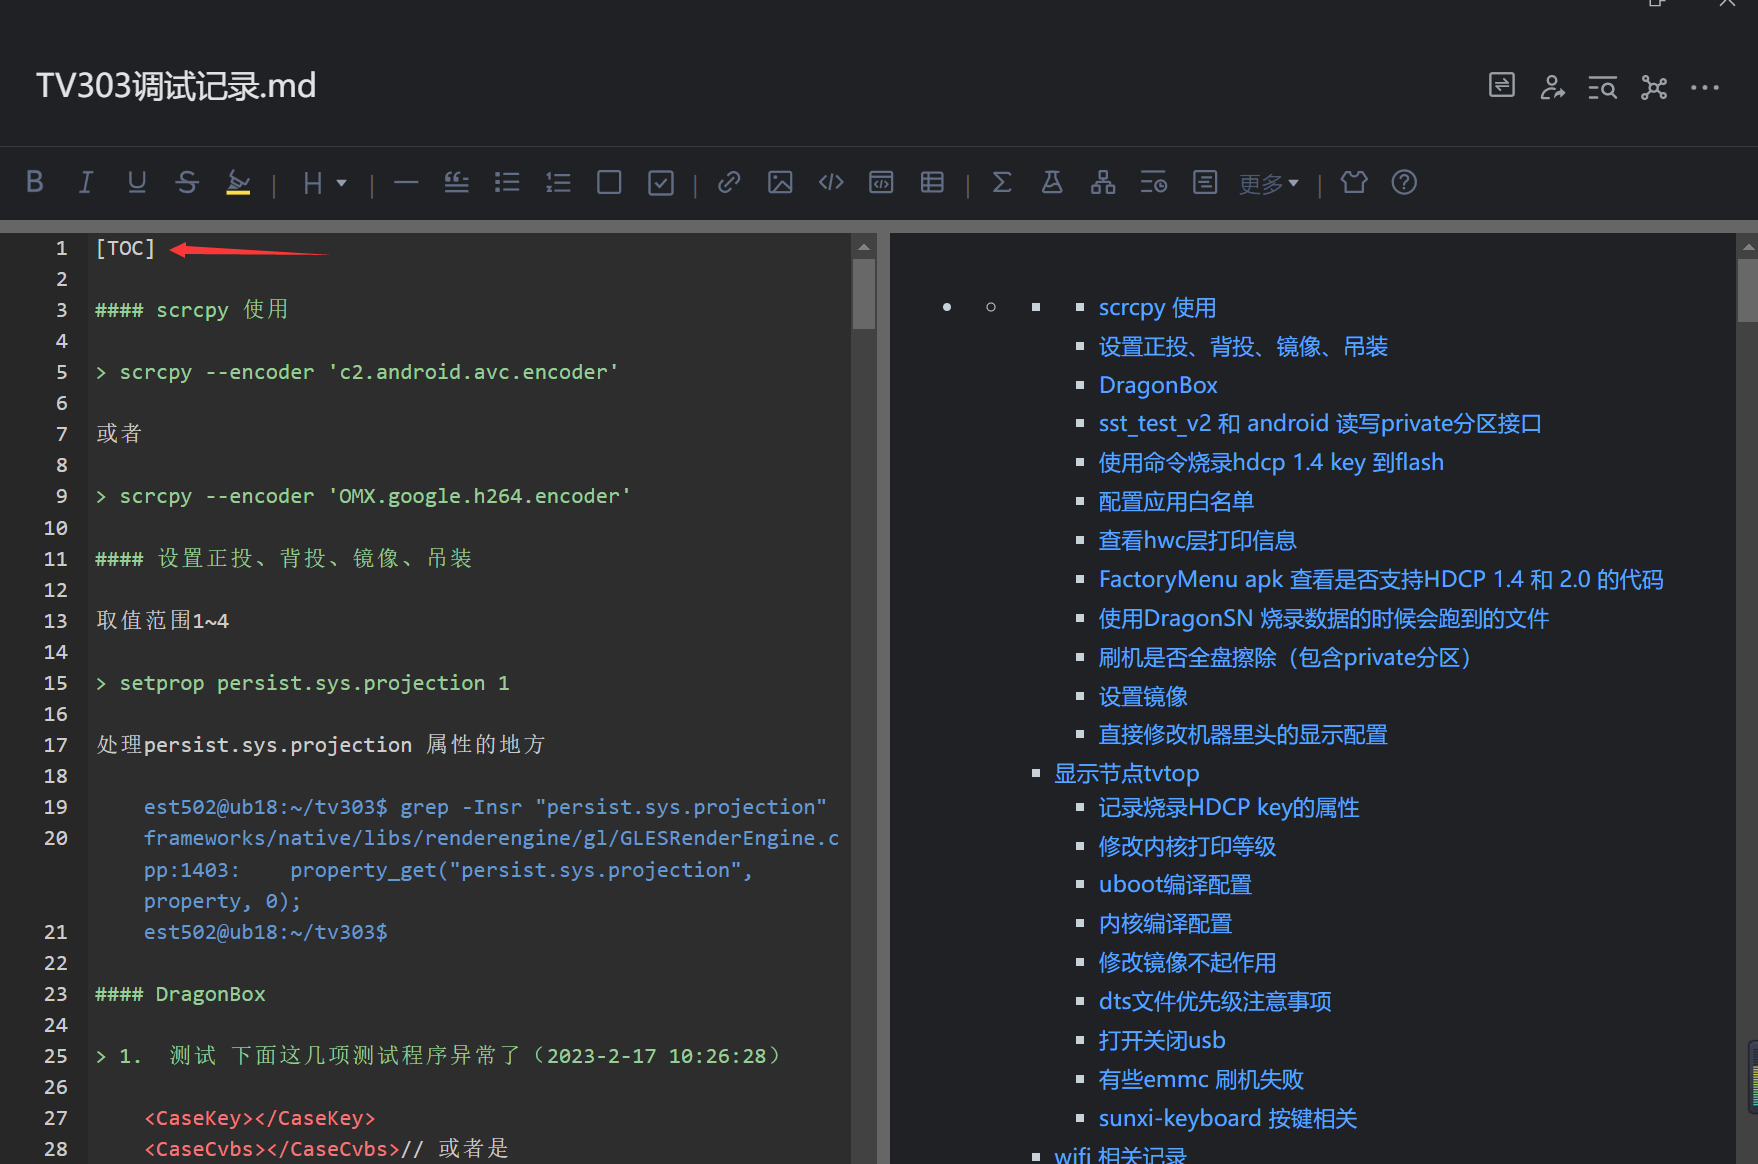 TV303调试记录.md
B I U S H 更多
1 [TOC]
2
3 #### scrcpy 使用
4
5 > scrcpy --encoder 'c2.android.avc.encoder'
6
7 或者
8
9 > scrcpy --encoder 'OMX.google.h264.encoder'
10
11 #### 设置正投、背投、镜像、吊装
12
13 取值范围1~4
14
15 > setprop persist.sys.projection 1
16
17 处理persist.sys.projection 属性的地方
18
19 est502@ub18:~/tv303$ grep -Insr "persist.sys.projection"
20 frameworks/native/libs/renderengine/gl/GLESRenderEngine.c
pp:1403:    property_get("persist.sys.projection",
property, 0);
21 est502@ub18:~/tv303$
22
23 #### DragonBox
24
25 > 1.  测试 下面这几项测试程序异常了（2023-2-17 10:26:28）
26
27 <CaseKey></CaseKey>
28 <CaseCvbs></CaseCvbs>// 或者是
scrcpy 使用
设置正投、背投、镜像、吊装
DragonBox
sst_test_v2 和 android 读写private分区接口
使用命令烧录hdcp 1.4 key 到flash
配置应用白名单
查看hwc层打印信息
FactoryMenu apk 查看是否支持HDCP 1.4 和 2.0 的代码
使用DragonSN 烧录数据的时候会跑到的文件
刷机是否全盘擦除（包含private分区）
设置镜像
直接修改机器里头的显示配置
显示节点tvtop
记录烧录HDCP key的属性
修改内核打印等级
uboot编译配置
内核编译配置
修改镜像不起作用
dts文件优先级注意事项
打开关闭usb
有些emmc 刷机失败
sunxi-keyboard 按键相关
wifi 相关记录